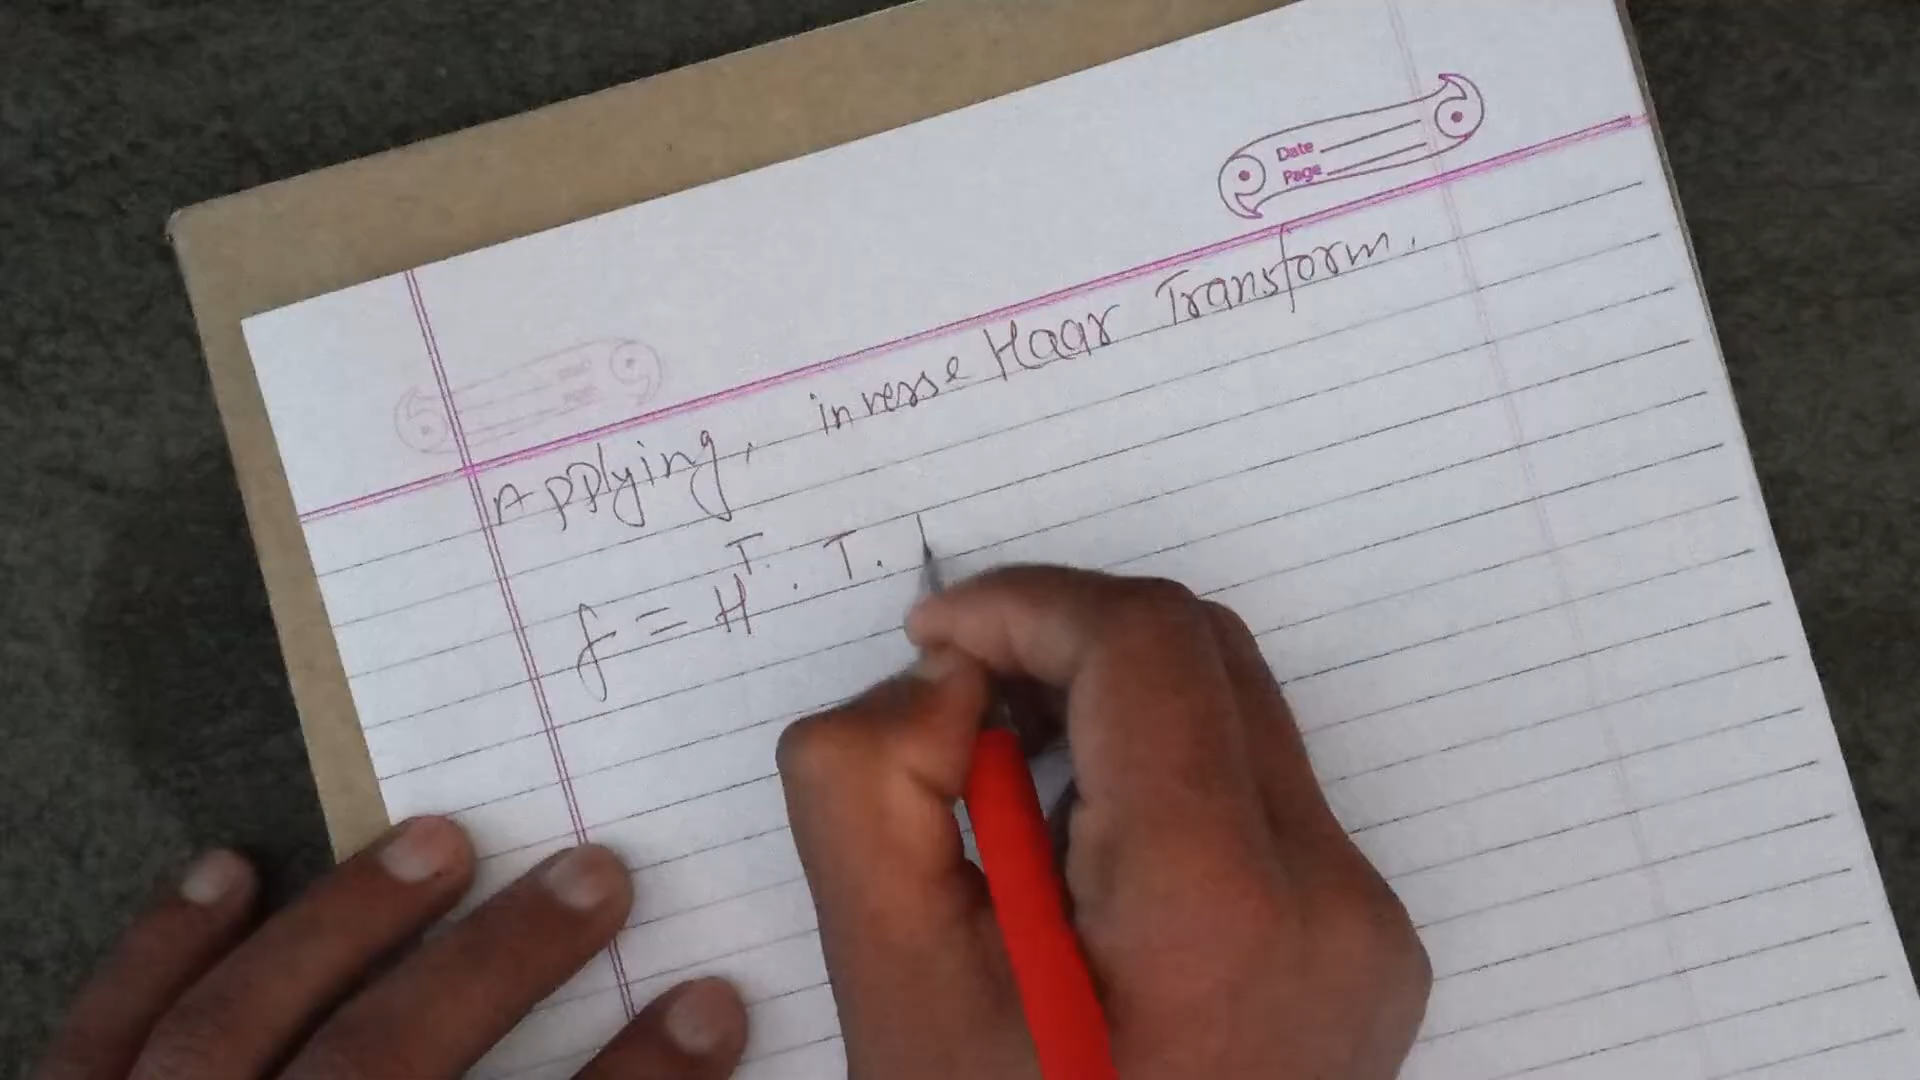 Date
Page
Applying, inverse Haar Transform.
f = H^T. . T.